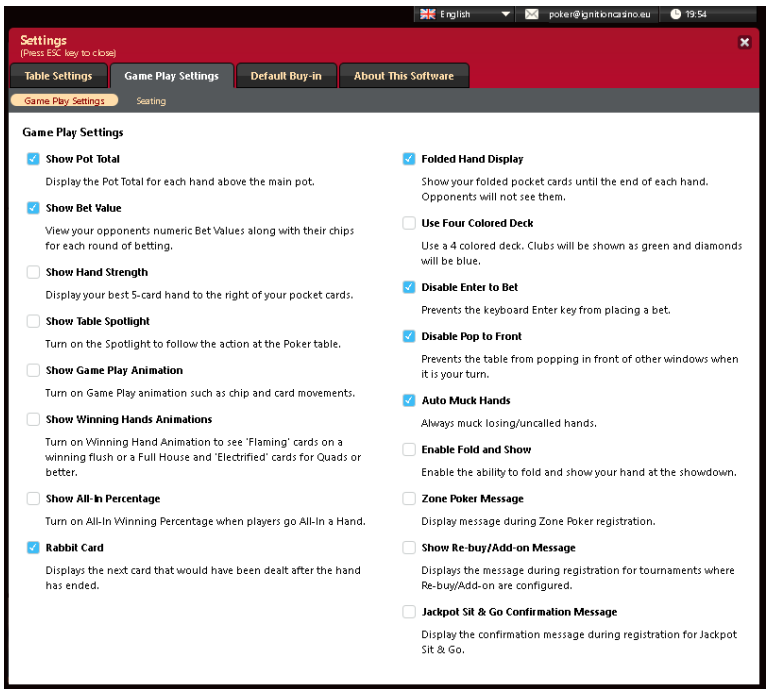 English
poker@ignitioncasino.eu
19:54
Settings
(Press ESC key to close)
Table Settings
Game Play Settings
Default Buy-in
About This Software
Game Play Settings
Seating
Game Play Settings
Show Pot Total
Display the Pot Total for each hand above the main pot.
Show Bet Value
View your opponents numeric Bet Values along with their chips
for each round of betting.
Show Hand Strength
Display your best 5-card hand to the right of your pocket cards.
Show Table Spotlight
Turn on the Spotlight to follow the action at the Poker table.
Show Game Play Animation
Turn on Game Play animation such as chip and card movements.
Show Winning Hands Animations
Turn on Winning Hand Animation to see 'Flaming' cards on a
winning flush or a Full House and 'Electrified' cards for Quads or
better.
Show All-In Percentage
Turn on All-In Winning Percentage when players go All-In a Hand.
Rabbit Card
Displays the next card that would have been dealt after the hand
has ended.
Folded Hand Display
Show your folded pocket cards until the end of each hand.
Opponents will not see them.
Use Four Colored Deck
Use a 4 colored deck. Clubs will be shown as green and diamonds
will be blue.
Disable Enter to Bet
Prevents the keyboard Enter key from placing a bet.
Disable Pop to Front
Prevents the table from popping in front of other windows when
it is your turn.
Auto Muck Hands
Always muck losing/uncalled hands.
Enable Fold and Show
Enable the ability to fold and show your hand at the showdown.
Zone Poker Message
Display message during Zone Poker registration.
Show Re-buy/Add-on Message
Displays the message during registration for tournaments where
Re-buy/Add-on are configured.
Jackpot Sit & Go Confirmation Message
Display the confirmation message during registration for Jackpot
Sit & Go.